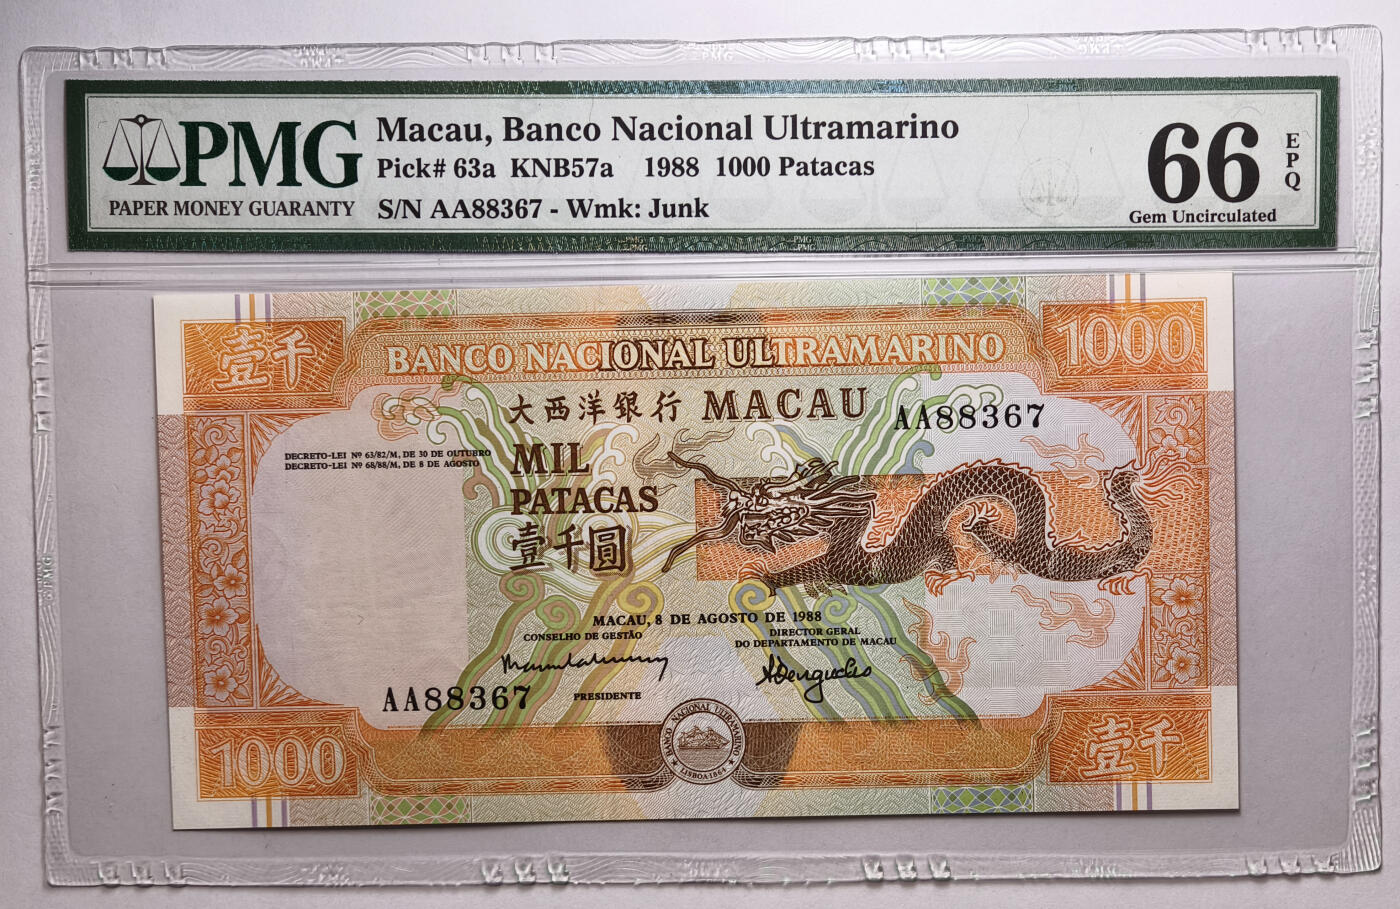 PMG
PAPER MONEY GUARANTY
Macau, Banco Nacional Ultramarino
Pick# 63a KNB57a 1988 1000 Patacas
S/N AA88367 - Wmk: Junk
66
EPQ
Gem Uncirculated
壹千
BANCO NACIONAL ULTRAMARINO
1000
大西洋銀行 MACAU
AA88367
DECRETO-LEI Nº 63/82/M, DE 30 DE OUTUBRO
DECRETO-LEI Nº 68/88/M, DE 8 DE AGOSTO
MIL
PATACAS
壹千圓
MACAU, 8 DE AGOSTO DE 1988
CONSELHO DE GESTÃO
DIRECTOR GERAL
DO DEPARTAMENTO DE MACAU
PRESIDENTE
AA88367
BANCO NACIONAL ULTRAMARINO
LISBOA 1864
1000
壹千